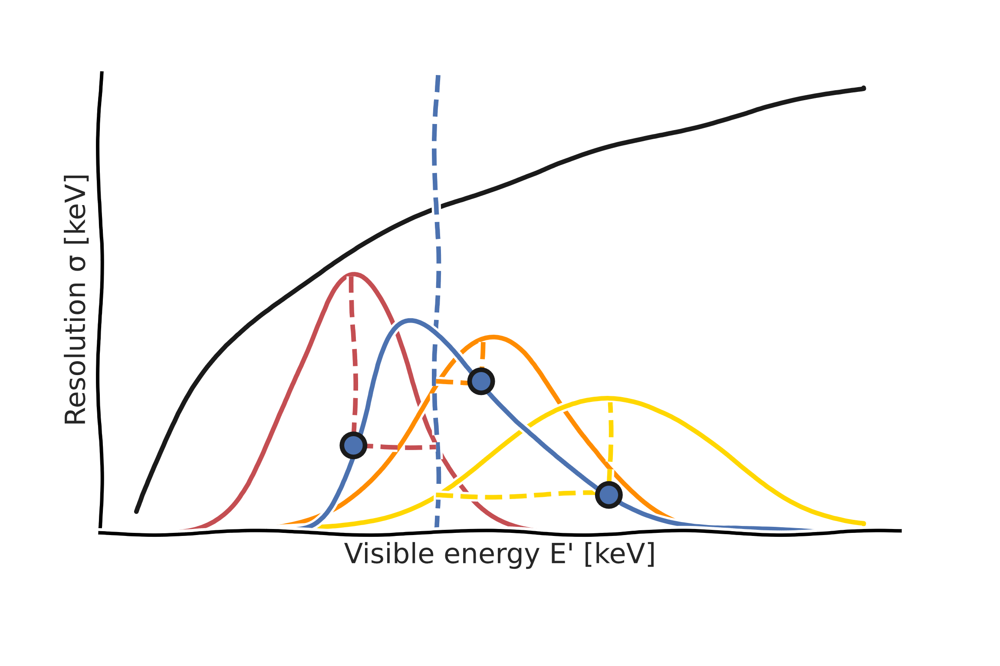 Resolution σ [keV]
Visible energy E' [keV]